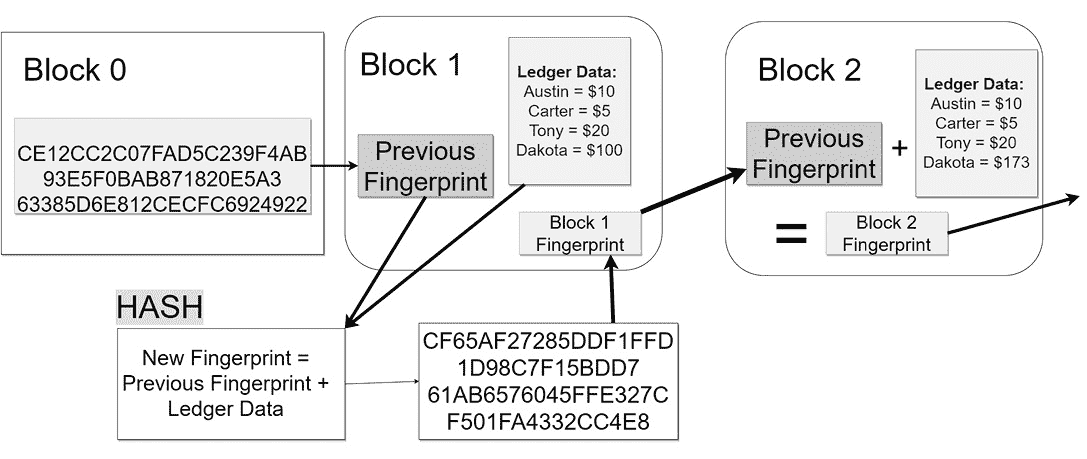 Block 0
CE12CC2C07FAD5C239F4AB
93E5F0BAB871820E5A3
63385D6E812CECFC6924922
Block 1
Previous
Fingerprint
Ledger Data:
Austin = $10
Carter = $5
Tony = $20
Dakota = $100
Block 1
Fingerprint
Block 2
Previous
Fingerprint
+
Ledger Data:
Austin = $10
Carter = $5
Tony = $20
Dakota = $173
=
Block 2
Fingerprint
HASH
New Fingerprint =
Previous Fingerprint +
Ledger Data
CF65AF27285DDF1FFD
1D98C7F15BDD7
61AB6576045FFE327C
F501FA4332CC4E8